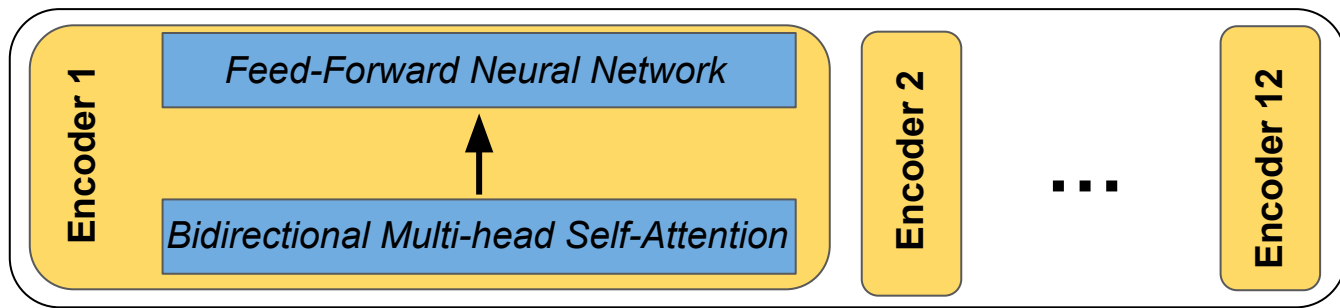 Encoder 1
Feed-Forward Neural Network
Bidirectional Multi-head Self-Attention
Encoder 2
...
Encoder 12